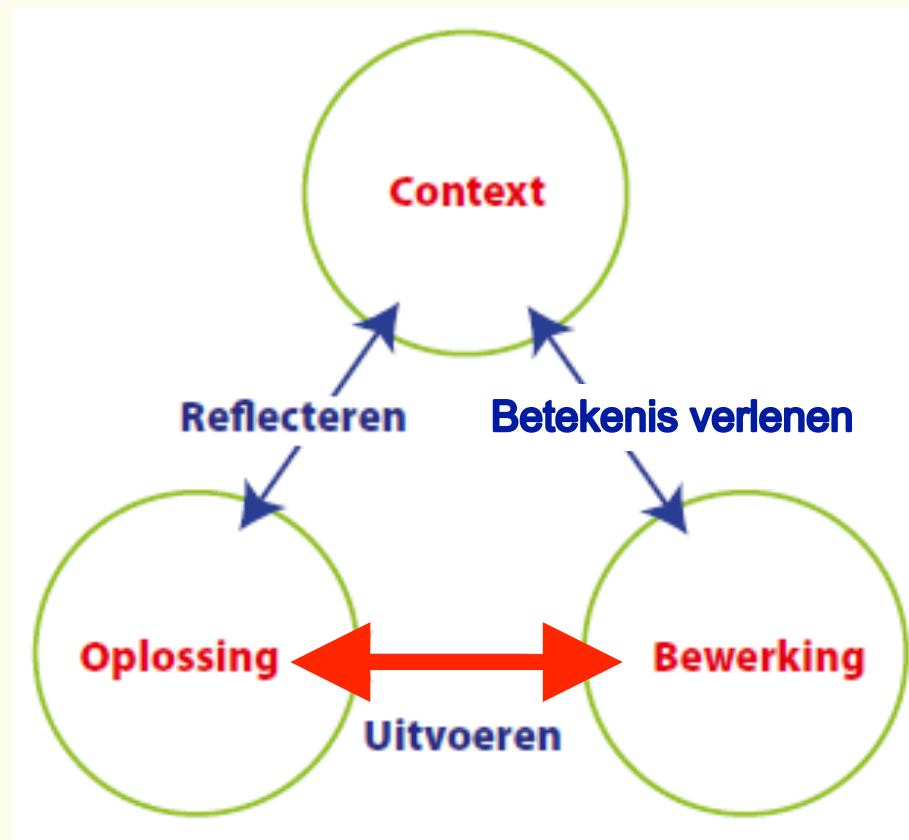 Context
Reflecteren
Betekenis verlenen
Oplossing
Bewerking
Uitvoeren